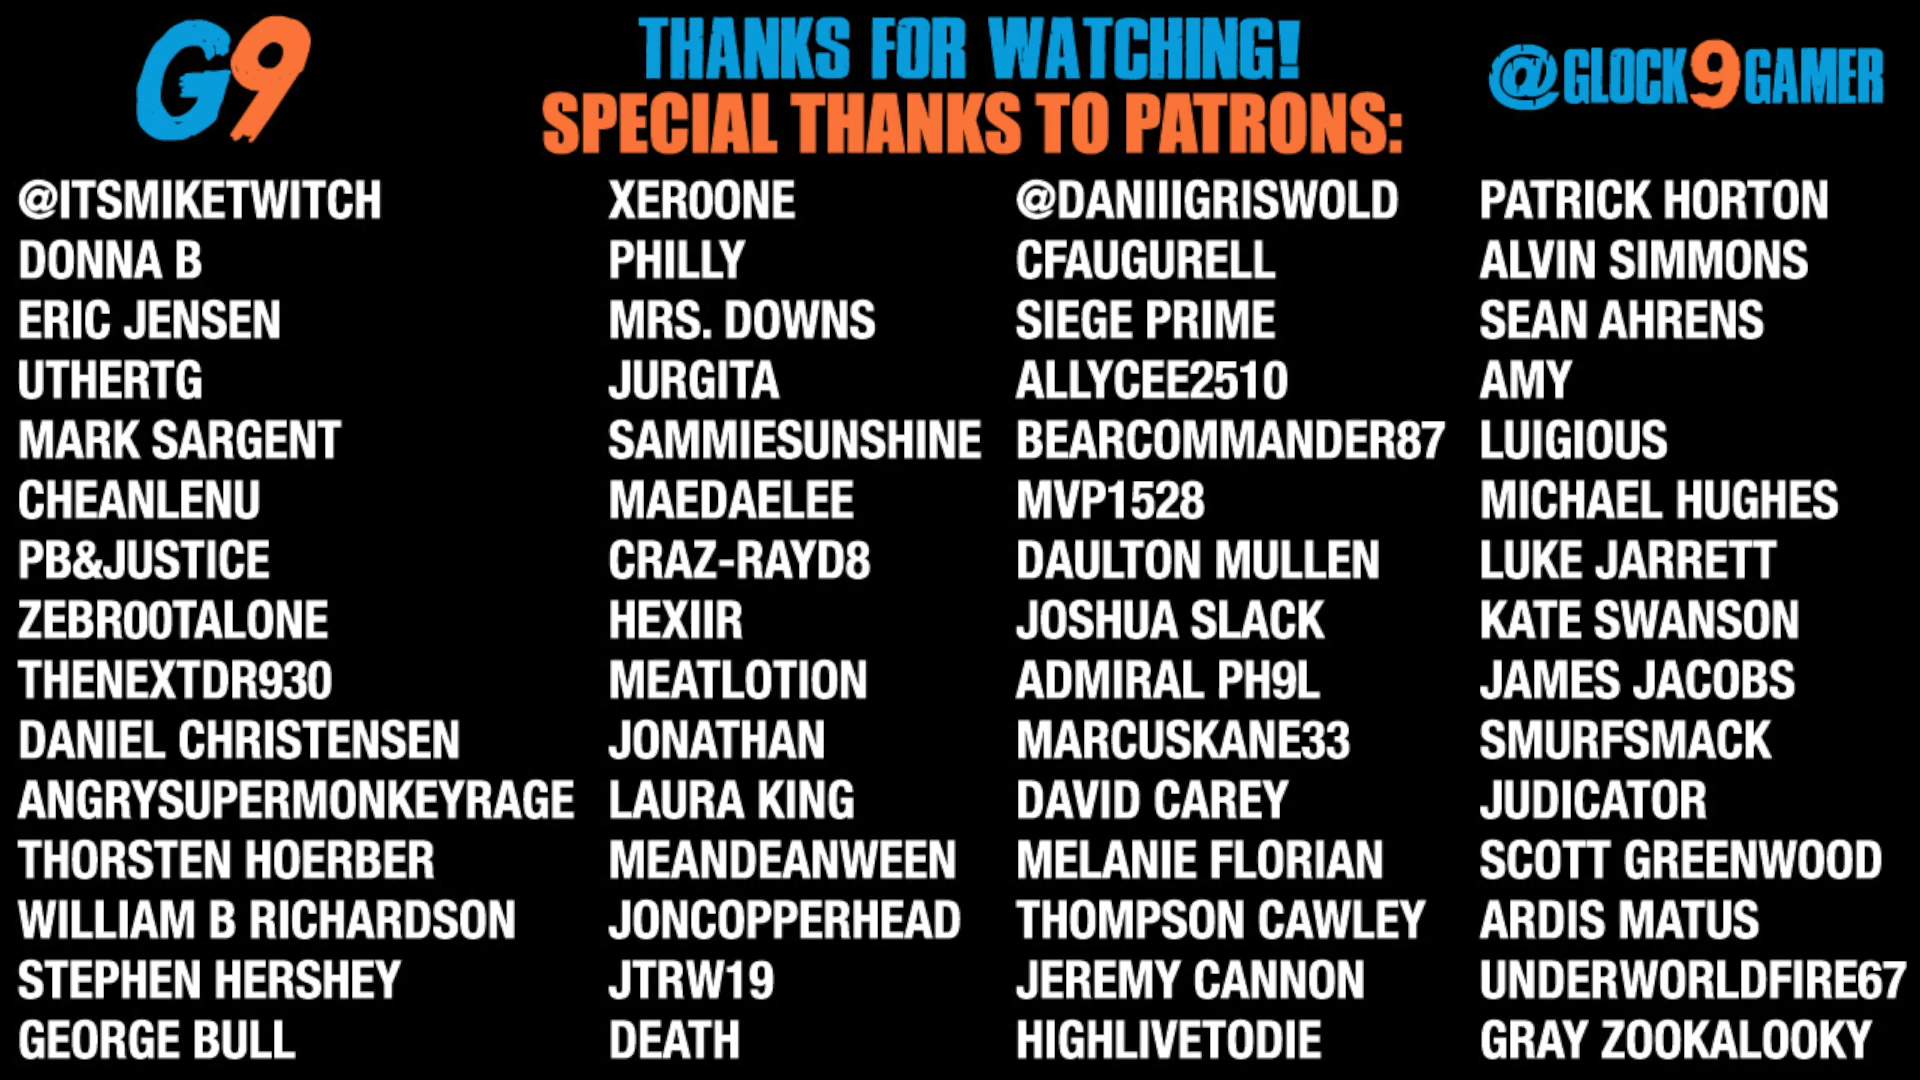 G9
THANKS FOR WATCHING!
SPECIAL THANKS TO PATRONS:
@GLOCK9GAMER
@ITSMIKETWITCH
DONNA B
ERIC JENSEN
UTHERTG
MARK SARGENT
CHEANLENU
PB&JUSTICE
ZEBR00TALONE
THENEXTDR930
DANIEL CHRISTENSEN
ANGRYSUPERMONKEYRAGE
THORSTEN HOERBER
WILLIAM B RICHARDSON
STEPHEN HERSHEY
GEORGE BULL
XER0ONE
PHILLY
MRS. DOWNS
JURGITA
SAMMIESUNSHINE
MAEDAELEE
CRAZ-RAYD8
HEXIIR
MEATLOTION
JONATHAN
LAURA KING
MEANDEANWEEN
JONCOPPERHEAD
JTRW19
DEATH
@DANIIIGRISWOLD
CFAUGURELL
SIEGE PRIME
ALLYCEE2510
BEARCOMMANDER87
MVP1528
DAULTON MULLEN
JOSHUA SLACK
ADMIRAL PH9L
MARCUSKANE33
DAVID CAREY
MELANIE FLORIAN
THOMPSON CAWLEY
JEREMY CANNON
HIGHLIVETODIE
PATRICK HORTON
ALVIN SIMMONS
SEAN AHRENS
AMY
LUIGIOUS
MICHAEL HUGHES
LUKE JARRETT
KATE SWANSON
JAMES JACOBS
SMURFSMACK
JUDICATOR
SCOTT GREENWOOD
ARDIS MATUS
UNDERWORLDFIRE67
GRAY ZOOKALOOKY